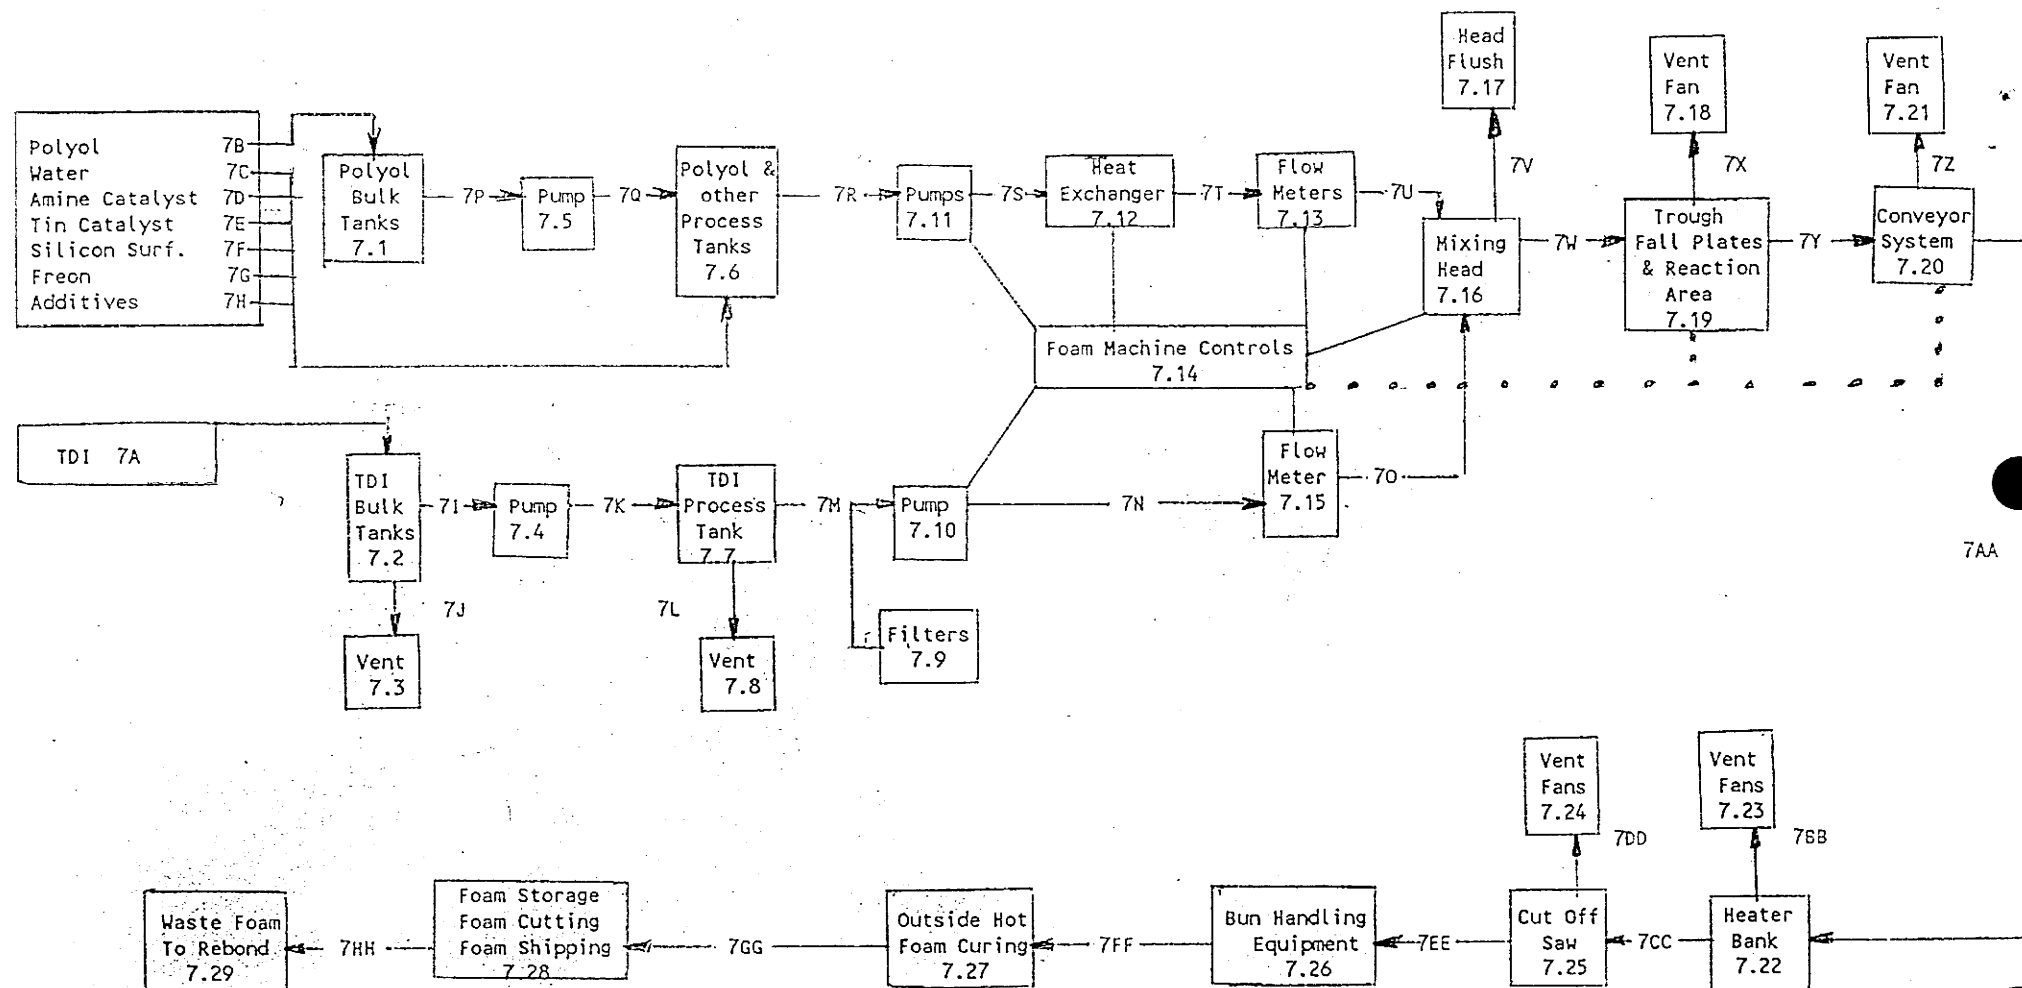 Head
Flush
7.17
Vent
Fan
7.18
Vent
Fan
7.21
Polyol 7B
Water 7C
Amine Catalyst 7D
Tin Catalyst 7E
Silicon Surf. 7F
Freon 7G
Additives 7H
Polyol
Bulk
Tanks
7.1
7P
Pump
7.5
7Q
Polyol &
other
Process
Tanks
7.6
7R
Pumps
7.11
7S
Heat
Exchanger
7.12
7T
Flow
Meters
7.13
7U
7V
Mixing
Head
7.16
7W
7X
Trough
Fall Plates
& Reaction
Area
7.19
7Y
7Z
Conveyor
System
7.20
Foam Machine Controls
7.14
TDI 7A
TDI
Bulk
Tanks
7.2
7I
Pump
7.4
7K
TDI
Process
Tank
7.7
7M
Pump
7.10
7N
Flow
Meter
7.15
7O
7AA
7J
7L
Vent
7.3
Vent
7.8
Filters
7.9
Vent
Fans
7.24
7DD
Vent
Fans
7.23
7BB
Waste Foam
To Rebond
7.29
7HH
Foam Storage
Foam Cutting
Foam Shipping
7.28
7GG
Outside Hot
Foam Curing
7.27
7FF
Bun Handling
Equipment
7.26
7EE
Cut Off
Saw
7.25
7CC
Heater
Bank
7.22